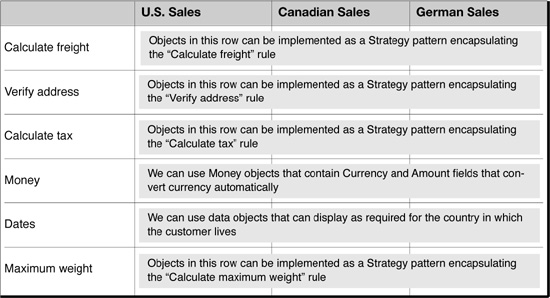 U.S. Sales Canadian Sales German Sales
Calculate freight
Objects in this row can be implemented as a Strategy pattern encapsulating
the “Calculate freight” rule
Verify address
Objects in this row can be implemented as a Strategy pattern encapsulating
the “Verify address” rule
Calculate tax
Objects in this row can be implemented as a Strategy pattern encapsulating
the “Calculate tax” rule
Money
We can use Money objects that contain Currency and Amount fields that con-
vert currency automatically
Dates
We can use data objects that can display as required for the country in which
the customer lives
Maximum weight
Objects in this row can be implemented as a Strategy pattern encapsulating
the “Calculate maximum weight” rule